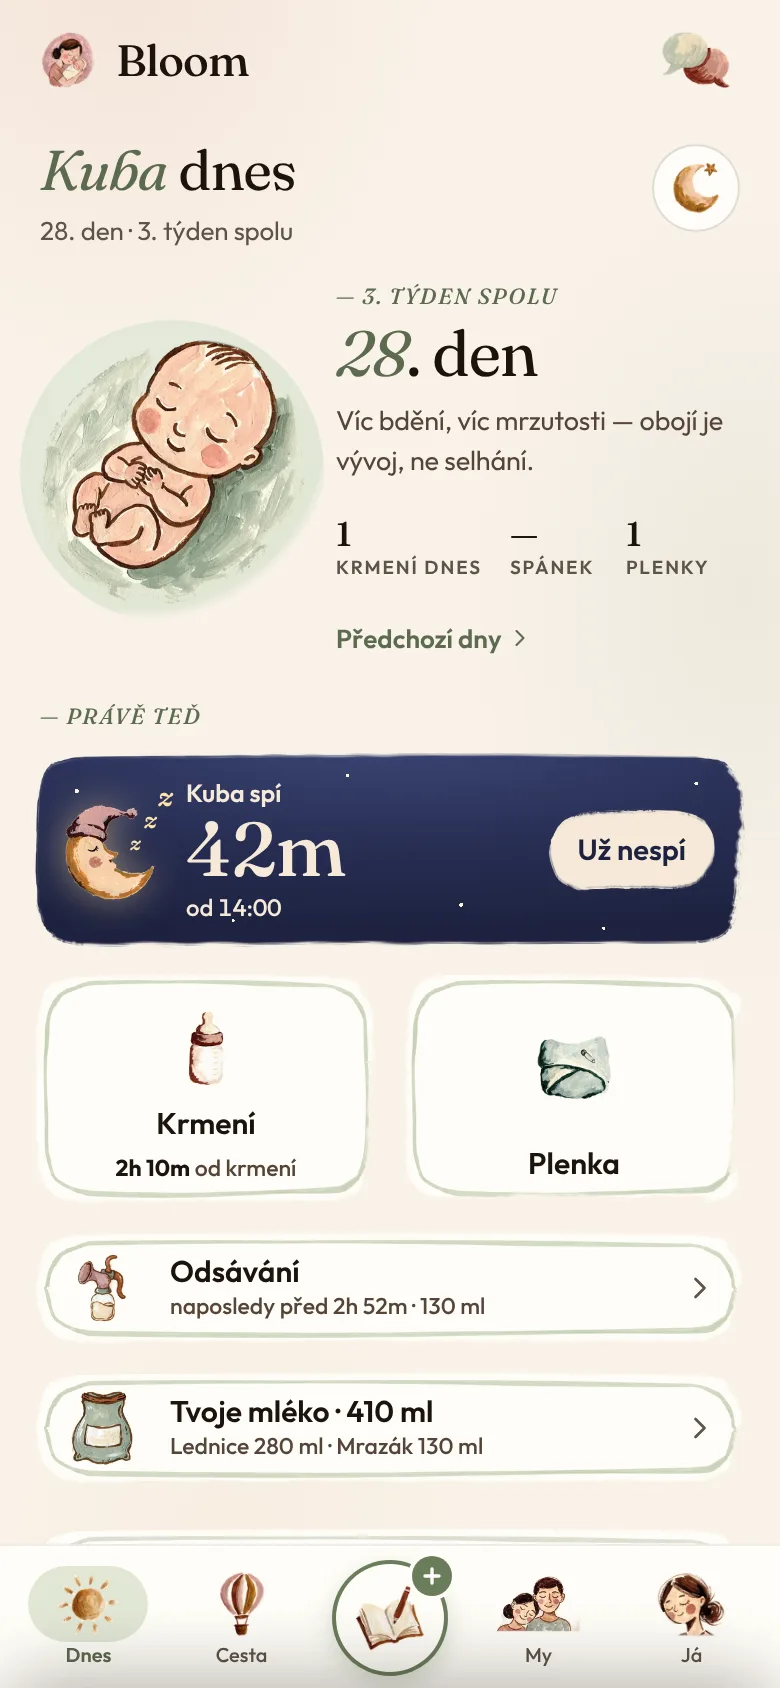 Bloom
Kuba dnes
28. den · 3. týden spolu
— 3. TÝDEN SPOLU
28. den
Víc bdění, víc mrzutosti — obojí je
vývoj, ne selhání.
1 — 1
KRMENÍ DNES SPÁNEK PLENKY
Předchozí dny
— PRÁVĚ TEĎ
z z z
Kuba spí
42m
od 14:00
Už nespí
Krmení
2h 10m od krmení
Plenka
Odsávání
naposledy před 2h 52m · 130 ml
Tvoje mléko · 410 ml
Lednice 280 ml · Mrazák 130 ml
Dnes Cesta My Já